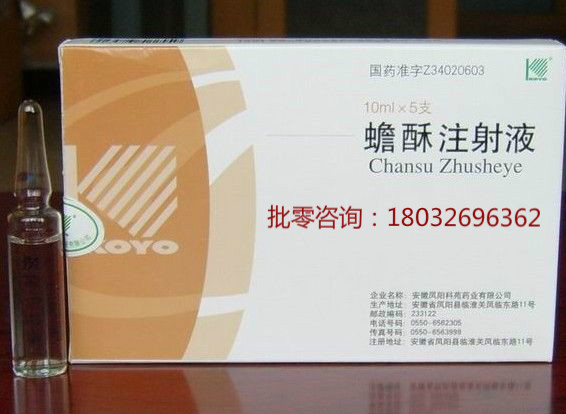 KOYO
国药准字Z34020603
10ml×5支
蟾酥注射液
Chansu Zhusheye
批零咨询：18032696362
KOYO
企业名称：安徽凤阳科苑药业有限公司
生产地址：安徽省凤阳县临淮关凤临东路11号
邮政编码：233122
电话号码：0550-6562305
传真号码：0550-6563999
注册地址：安徽省凤阳县临淮关凤临东路11号